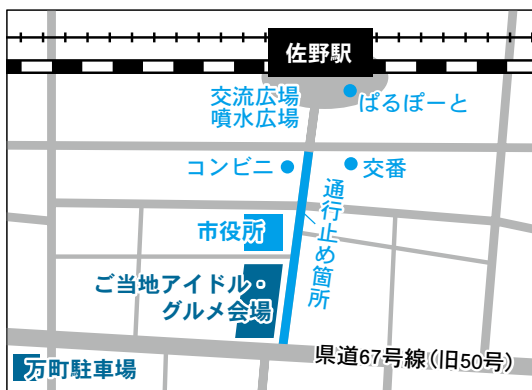 佐野駅
交流広場
噴水広場
ぱるぽーと
コンビニ
交番
通行止め箇所
市役所
ご当地アイドル・
グルメ会場
県道67号線(旧50号)
万町駐車場